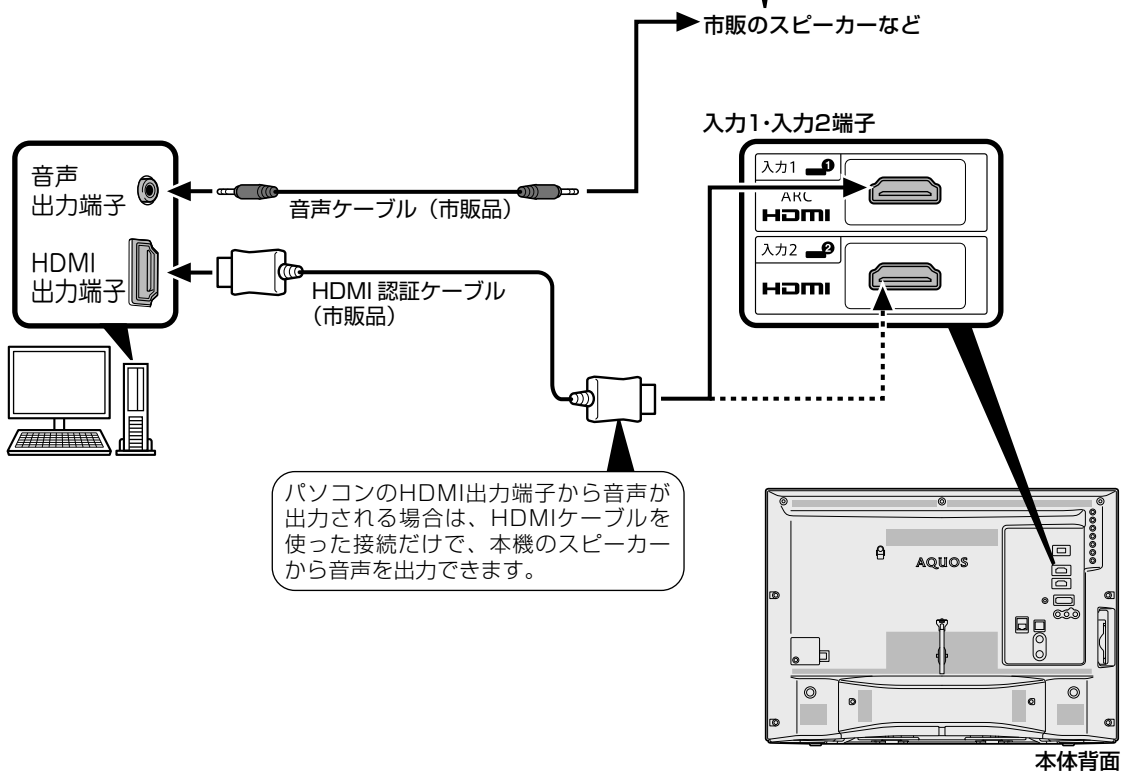 市販のスピーカーなど
入力1・入力2端子
音声
出力端子
入力1 1
ARC
HDMI
音声ケーブル（市販品）
入力2 2
HDMI
HDMI
出力端子
HDMI 認証ケーブル
（市販品）
パソコンのHDMI出力端子から音声が
出力される場合は、HDMIケーブルを
使った接続だけで、本機のスピーカー
から音声を出力できます。
AQUOS
本体背面